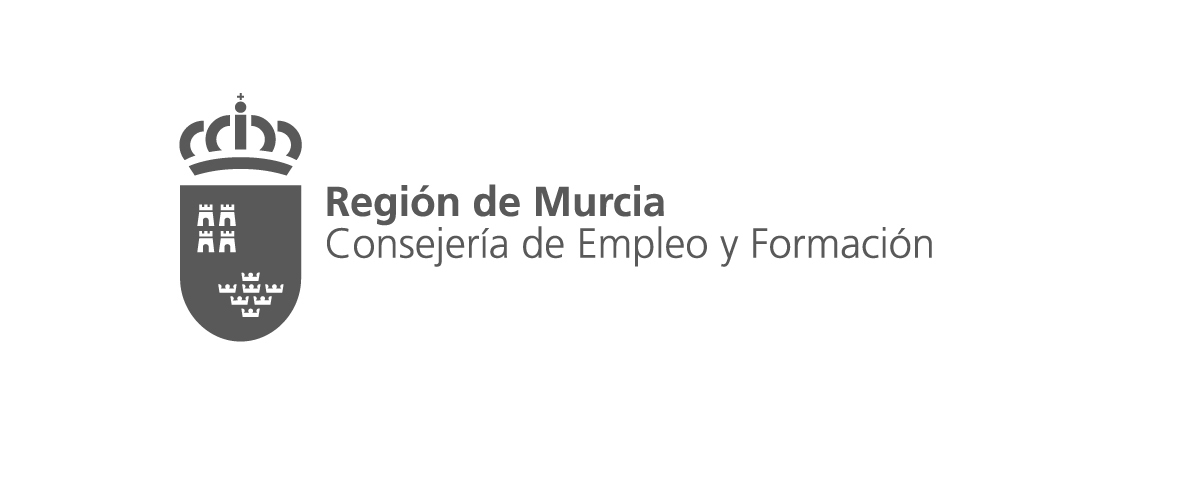 Región de Murcia
Consejería de Empleo y Formación